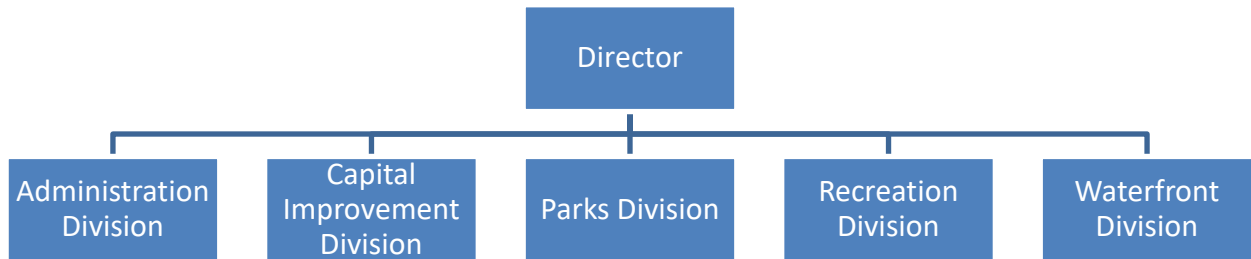 Director
Administration
Division
Capital
Improvement
Division
Parks Division
Recreation
Division
Waterfront
Division